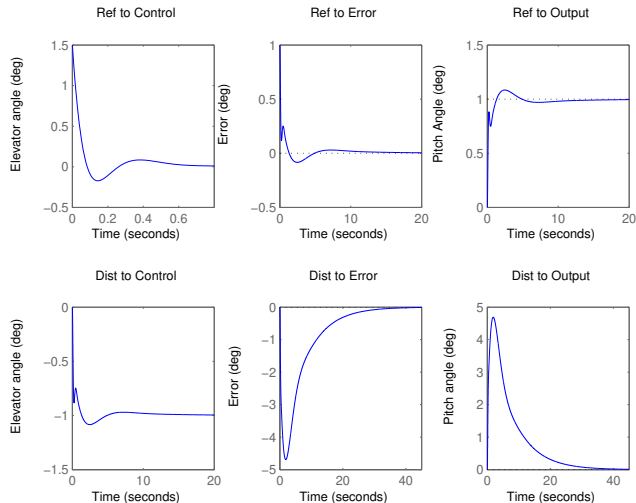 Ref to Control
Ref to Error
Ref to Output
Elevator angle (deg)
1.5
1
0.5
0
−0.5
0
0.2
0.4
0.6
Time (seconds)
Error (deg)
1
0.5
0
−0.5
0
10
20
Time (seconds)
Pitch Angle (deg)
1.5
1
0.5
0
0
10
20
Time (seconds)
Dist to Control
Dist to Error
Dist to Output
Elevator angle (deg)
0
−0.5
−1
−1.5
0
10
20
Time (seconds)
Error (deg)
0
−1
−2
−3
−4
−5
0
20
40
Time (seconds)
Pitch angle (deg)
5
4
3
2
1
0
0
20
40
Time (seconds)